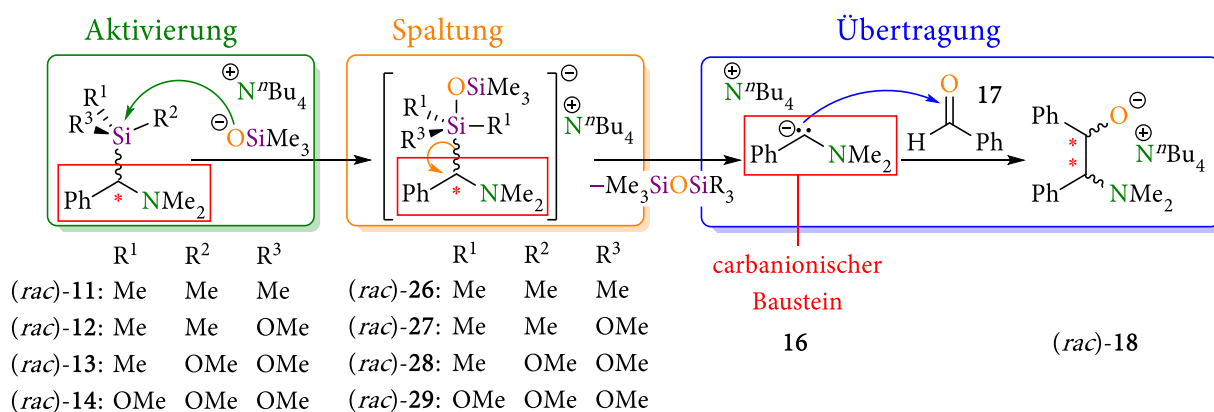 Aktivierung
Spaltung
Übertragung
R¹
R³
Si
R²
⊕
NⁿBu₄
⊖
OSiMe₃
Ph
*
NMe₂
OSiMe₃
R¹
R³
Si
R¹
Ph
*
NMe₂
⊖
⊕
NⁿBu₄
−Me₃SiOSiR₃
⊕
NⁿBu₄
⊖
Ph
NMe₂
O
17
H
Ph
Ph
O
⊖
*
*
⊕
NⁿBu₄
Ph
NMe₂
carbanionischer
Baustein
16
(rac)-18
R¹ R² R³
(rac)-11: Me Me Me
(rac)-12: Me Me OMe
(rac)-13: Me OMe OMe
(rac)-14: OMe OMe OMe
R¹ R² R³
(rac)-26: Me Me Me
(rac)-27: Me Me OMe
(rac)-28: Me OMe OMe
(rac)-29: OMe OMe OMe